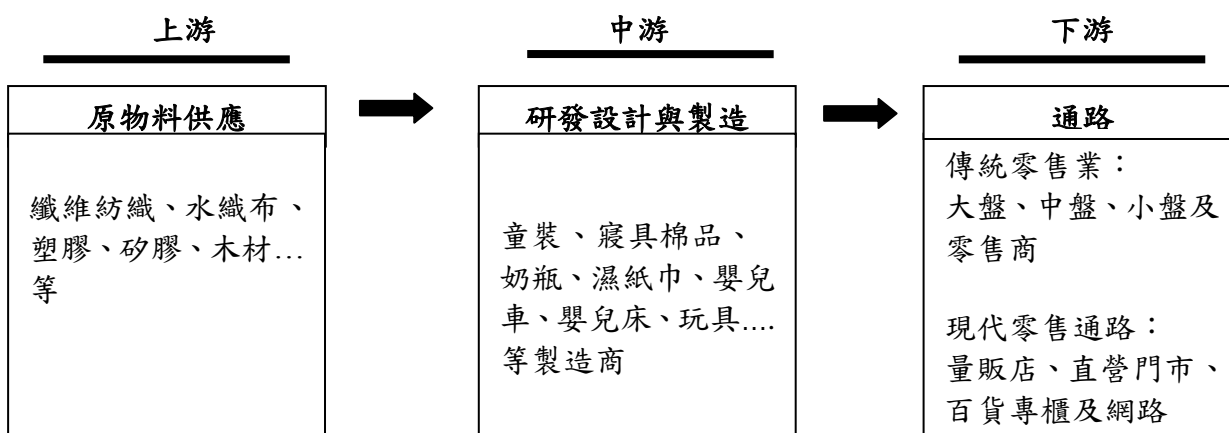 上游
中游
下游
原物料供應
纖維紡織、水織布、
塑膠、矽膠、木材…
等
研發設計與製造
童裝、寢具棉品、
奶瓶、濕紙巾、嬰兒
車、嬰兒床、玩具....
等製造商
通路
傳統零售業：
大盤、中盤、小盤及
零售商
現代零售通路：
量販店、直營門市、
百貨專櫃及網路